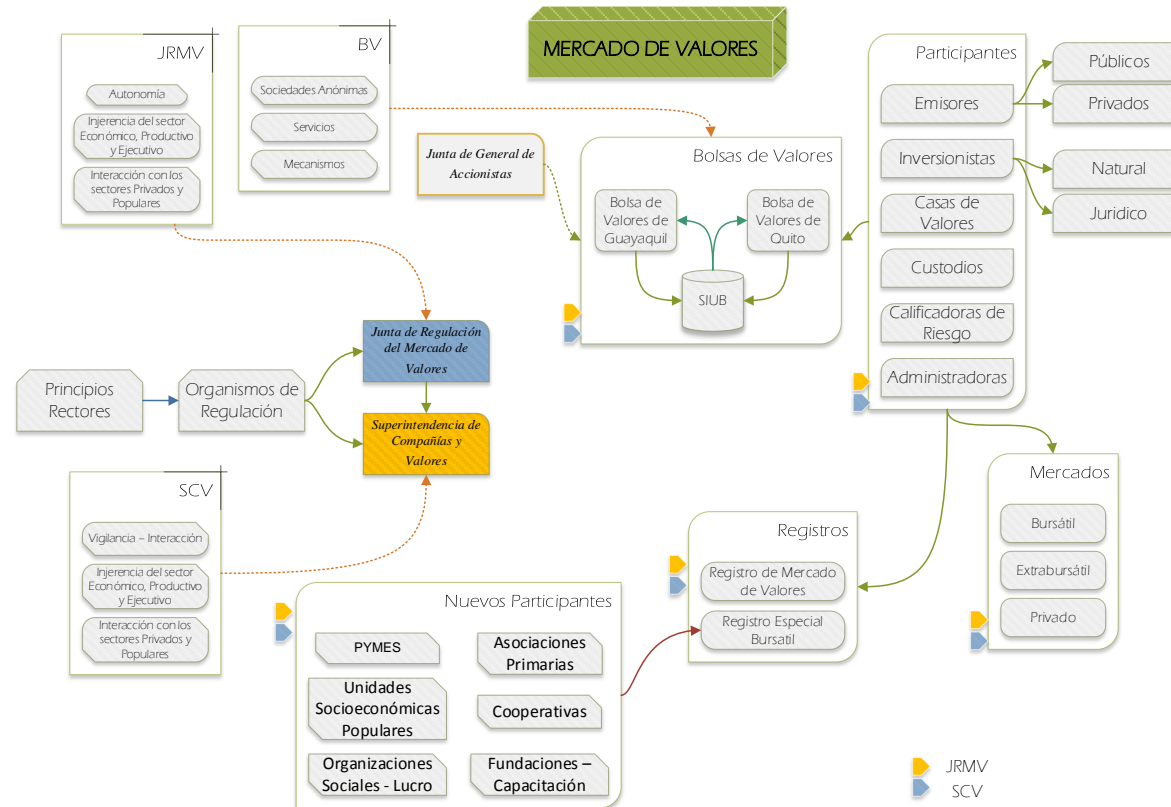 MERCADO DE VALORES
JRMV
Autonomía
Injerencia del sector
Económico, Productivo
y Ejecutivo
Interacción con los
sectores Privados y
Populares
BV
Sociedades Anónimas
Servicios
Mecanismos
Junta de General de
Accionistas
Bolsas de Valores
Bolsa de
Valores de
Guayaquil
Bolsa de
Valores de
Quito
SIUB
Participantes
Emisores
Inversionistas
Casas de
Valores
Custodios
Calificadoras de
Riesgo
Administradoras
Públicos
Privados
Natural
Juridico
Principios
Rectores
Organismos de
Regulación
Junta de Regulación
del Mercado de
Valores
Superintendencia de
Compañías y
Valores
SCV
Vigilancia – Interacción
Injerencia del sector
Económico, Productivo
y Ejecutivo
Interacción con los
sectores Privados y
Populares
Nuevos Participantes
PYMES
Asociaciones
Primarias
Unidades
Socioeconómicas
Populares
Cooperativas
Organizaciones
Sociales - Lucro
Fundaciones –
Capacitación
Registros
Registro de Mercado
de Valores
Registro Especial
Bursatil
Mercados
Bursátil
Extrabursátil
Privado
JRMV
SCV